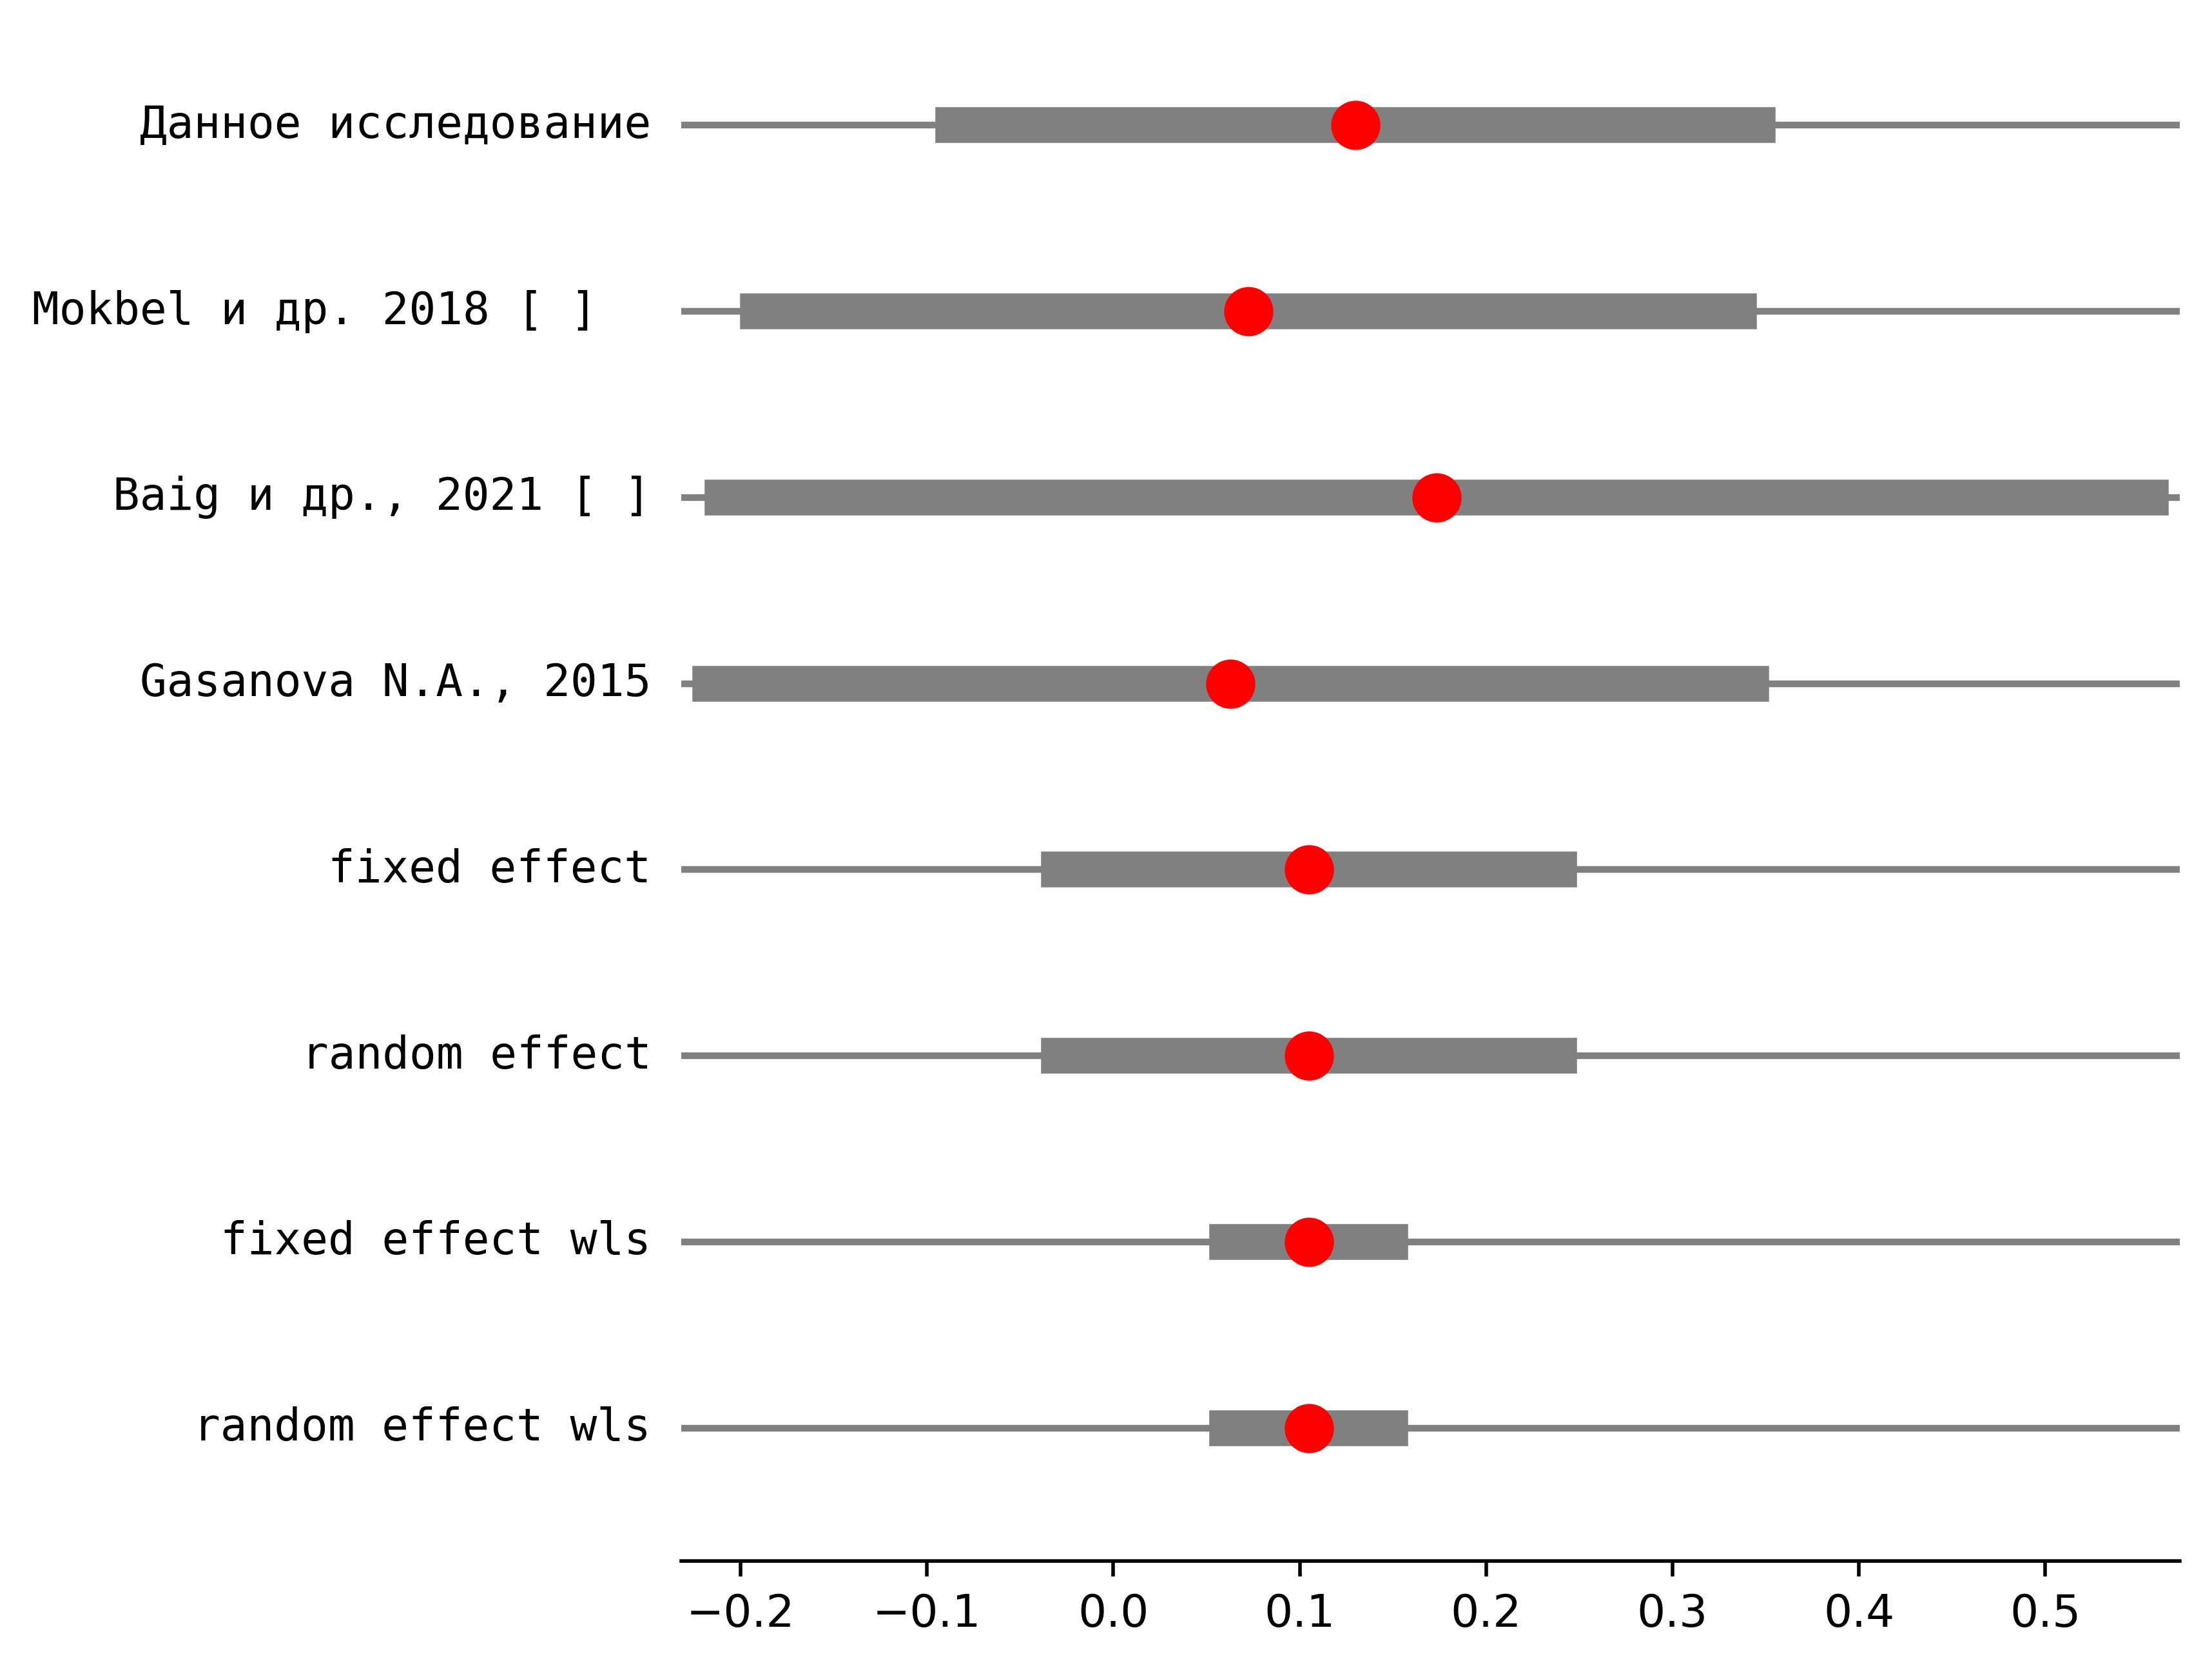 Данное исследование
Mokbel и др. 2018 [ ]
Baig и др., 2021 [ ]
Gasanova N.A., 2015
fixed effect
random effect
fixed effect wls
random effect wls
−0.2 −0.1 0.0 0.1 0.2 0.3 0.4 0.5